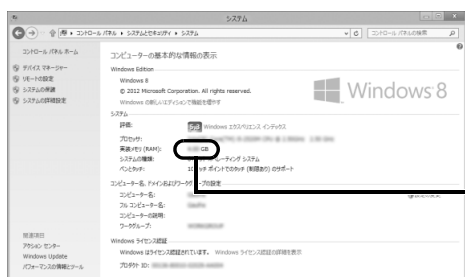 システム
コントロール パネル
システムとセキュリティ
システム
コントロール パネルの検索
コントロール パネル ホーム
デバイス マネージャー
リモートの設定
システムの保護
システムの詳細設定
コンピューターの基本的な情報の表示
Windows Edition
Windows 8
© 2012 Microsoft Corporation. All rights reserved.
Windows の新しいエディションで機能を増やす
Windows 8
システム
評価:
Windows エクスペリエンス インデックス
プロセッサ:
実装メモリ (RAM):
GB
システムの種類:
レーティング システム
ペンとタッチ:
10 タッチ ポイントでのタッチ (制限あり) のサポート
コンピューター名、ドメインおよびワークグループの設定
コンピューター名:
フル コンピューター名:
コンピューターの説明:
ワークグループ:
Windows ライセンス認証
Windows はライセンス認証されています。 Windows ライセンス認証の詳細を表示
プロダクト ID:
関連項目
アクション センター
Windows Update
パフォーマンスの情報とツール